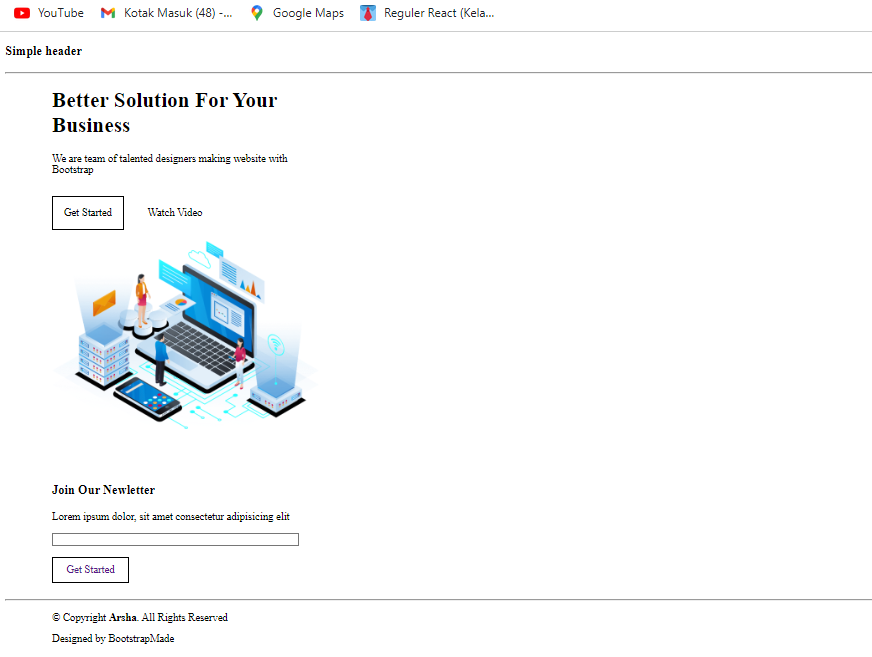 YouTube
Kotak Masuk (48) -...
Google Maps
Reguler React (Kela...
Simple header
Better Solution For Your
Business
We are team of talented designers making website with
Bootstrap
Get Started
Watch Video
Join Our Newletter
Lorem ipsum dolor, sit amet consectetur adipisicing elit
Get Started
© Copyright Arsha. All Rights Reserved
Designed by BootstrapMade